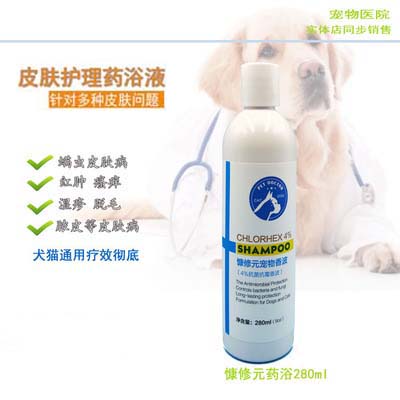 宠物医院
实体店同步销售
皮肤护理药浴液
针对多种皮肤问题
螨虫皮肤病
红肿 瘙痒
湿疹 脱毛
脓皮等皮肤病
犬猫通用疗效彻底
PET DOCTOR
CHLORHEX 4%
SHAMPOO
慷修元宠物香波
(4%抗菌抗霉香波)
The Antimicrobial Protection
Controls bacteria and fungi
Long-lasting protection
Formulation for Dogs and Cats
净含量: 280ml
慷修元药浴280ml